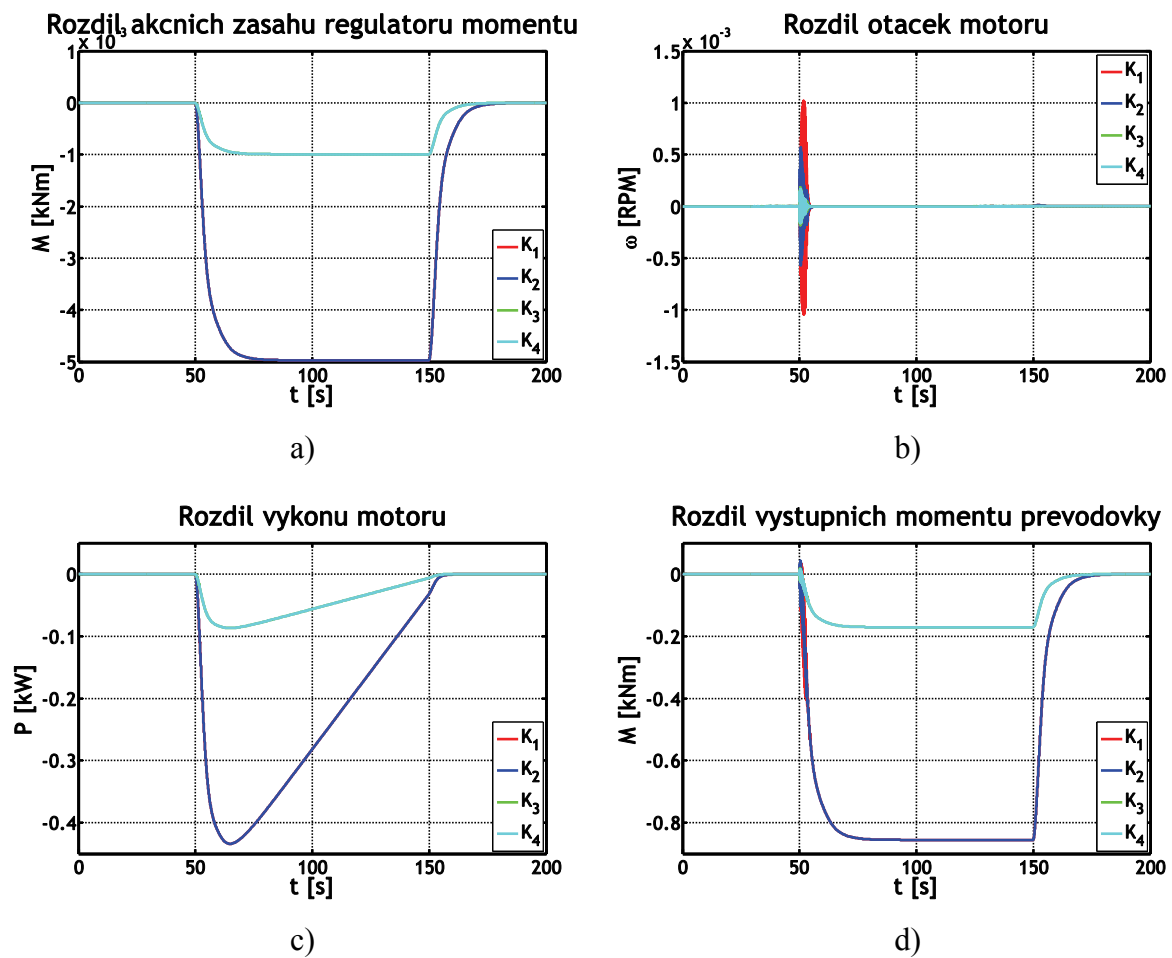 Rozdil akcnich zasahu regulatoru momentu
x 10-3
M [kNm]
1
0
-1
-2
-3
-4
-5
0
50
100
150
200
t [s]
K1
K2
K3
K4
a)
Rozdil otacek motoru
x 10-3
ω [RPM]
1.5
1
0.5
0
-0.5
-1
-1.5
0
50
100
150
200
t [s]
K1
K2
K3
K4
b)
Rozdil vykonu motoru
P [kW]
0
-0.1
-0.2
-0.3
-0.4
0
50
100
150
200
t [s]
K1
K2
K3
K4
c)
Rozdil vystupnich momentu prevodovky
M [kNm]
0
-0.2
-0.4
-0.6
-0.8
0
50
100
150
200
t [s]
K1
K2
K3
K4
d)